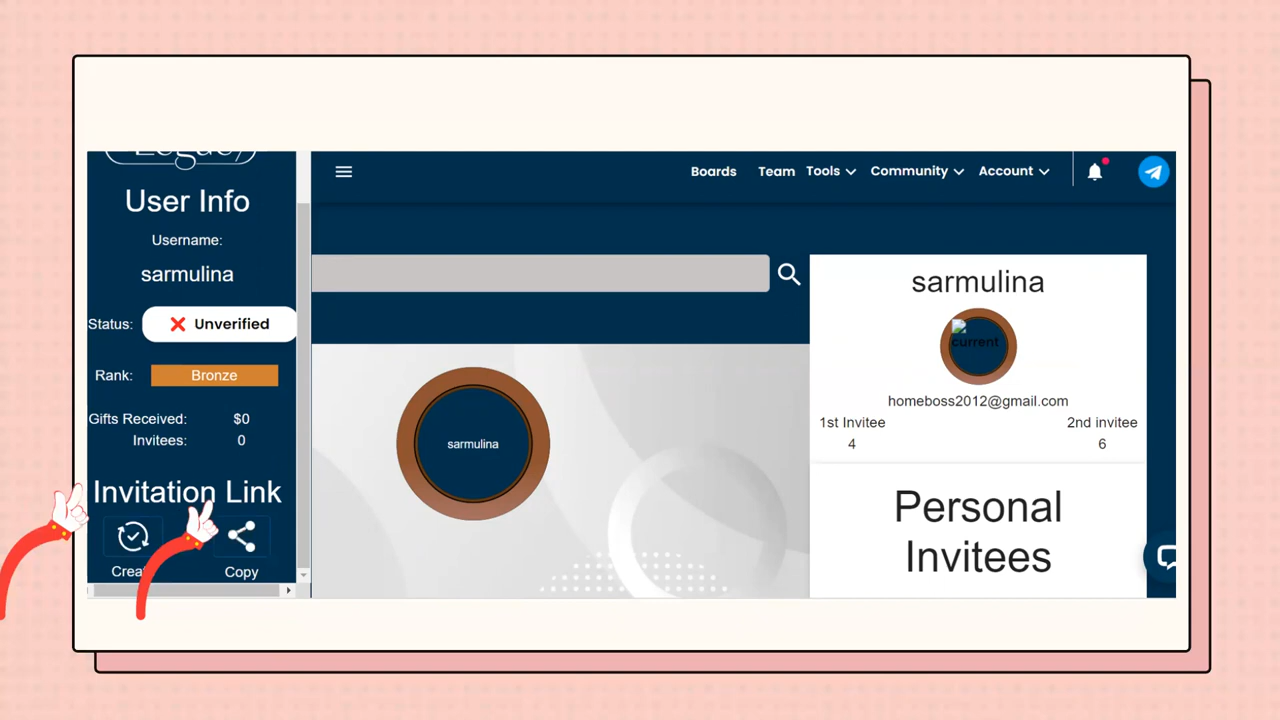 Legacy
User Info
Username:
sarmulina
Status: Unverified
Rank: Bronze
Gifts Received: $0
Invitees: 0
Invitation Link
Copy
Boards Team Tools Community Account
sarmulina
sarmulina
current
homeboss2012@gmail.com
1st Invitee 2nd invitee
4 6
Personal
Invitees